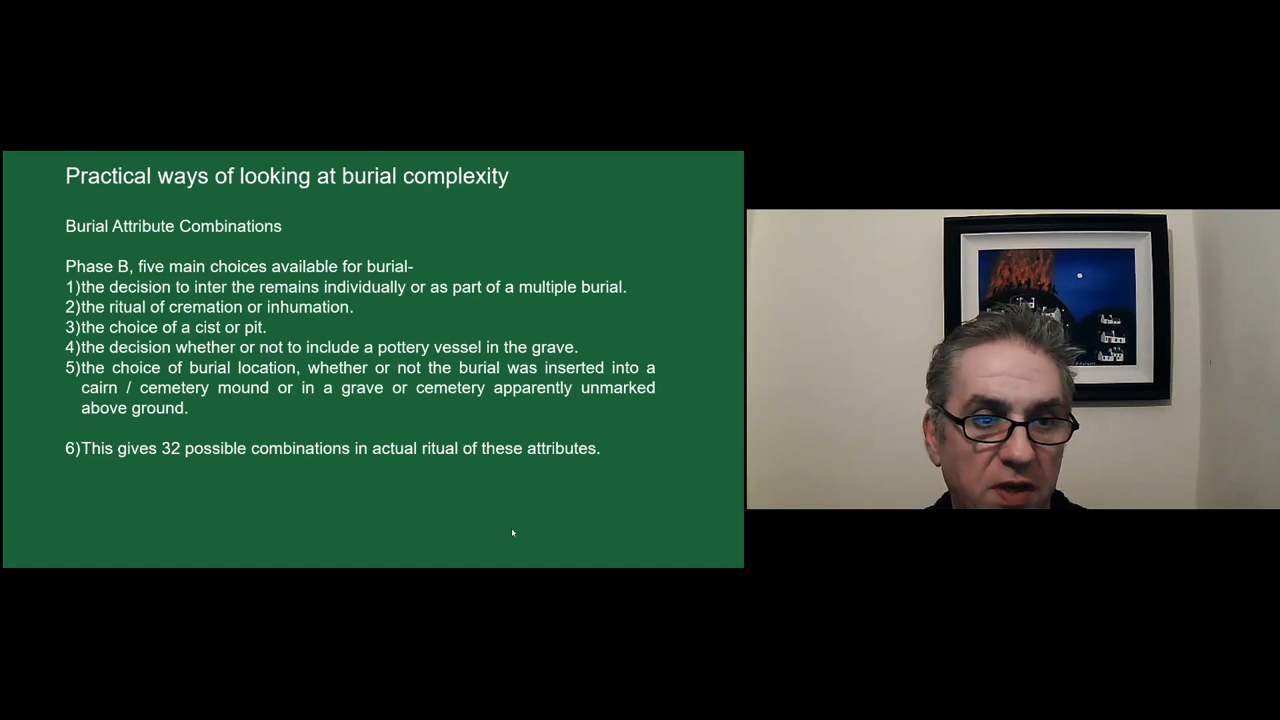 Practical ways of looking at burial complexity
Burial Attribute Combinations
Phase B, five main choices available for burial-
1)the decision to inter the remains individually or as part of a multiple burial.
2)the ritual of cremation or inhumation.
3)the choice of a cist or pit.
4)the decision whether or not to include a pottery vessel in the grave.
5)the choice of burial location, whether or not the burial was inserted into a
cairn / cemetery mound or in a grave or cemetery apparently unmarked
above ground.
6)This gives 32 possible combinations in actual ritual of these attributes.